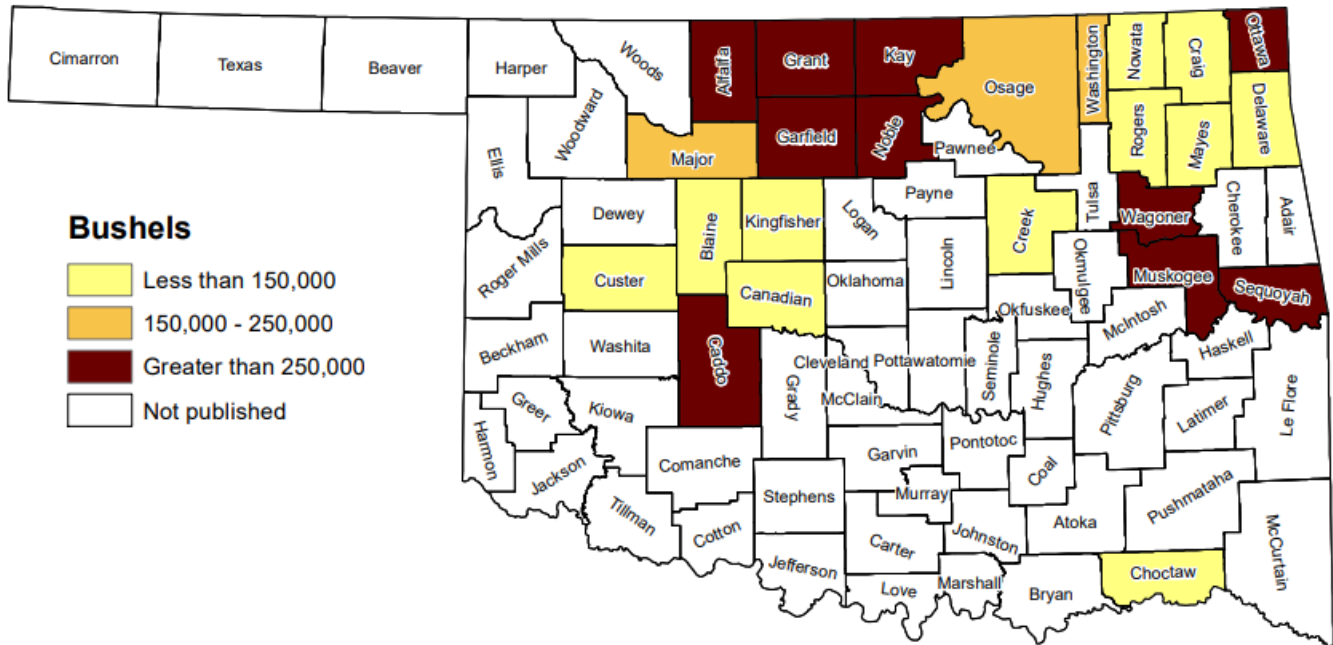 Cimarron
Texas
Beaver
Harper
Woods
Alfalfa
Grant
Kay
Osage
Washington
Nowata
Craig
Ottawa
Woodward
Ellis
Major
Garfield
Noble
Pawnee
Rogers
Mayes
Delaware
Dewey
Blaine
Kingfisher
Logan
Payne
Creek
Tulsa
Wagoner
Cherokee
Adair
Bushels
Less than 150,000
150,000 - 250,000
Greater than 250,000
Not published
Roger Mills
Custer
Canadian
Oklahoma
Lincoln
Okfuskee
Okmulgee
Muskogee
Sequoyah
McIntosh
Haskell
Beckham
Washita
Caddo
Grady
Cleveland
McClain
Pottawatomie
Seminole
Hughes
Pittsburg
Latimer
Le Flore
Harmon
Greer
Kiowa
Jackson
Comanche
Garvin
Pontotoc
Coal
Tillman
Cotton
Stephens
Murray
Carter
Johnston
Atoka
Pushmataha
McCurtain
Jefferson
Love
Marshall
Bryan
Choctaw